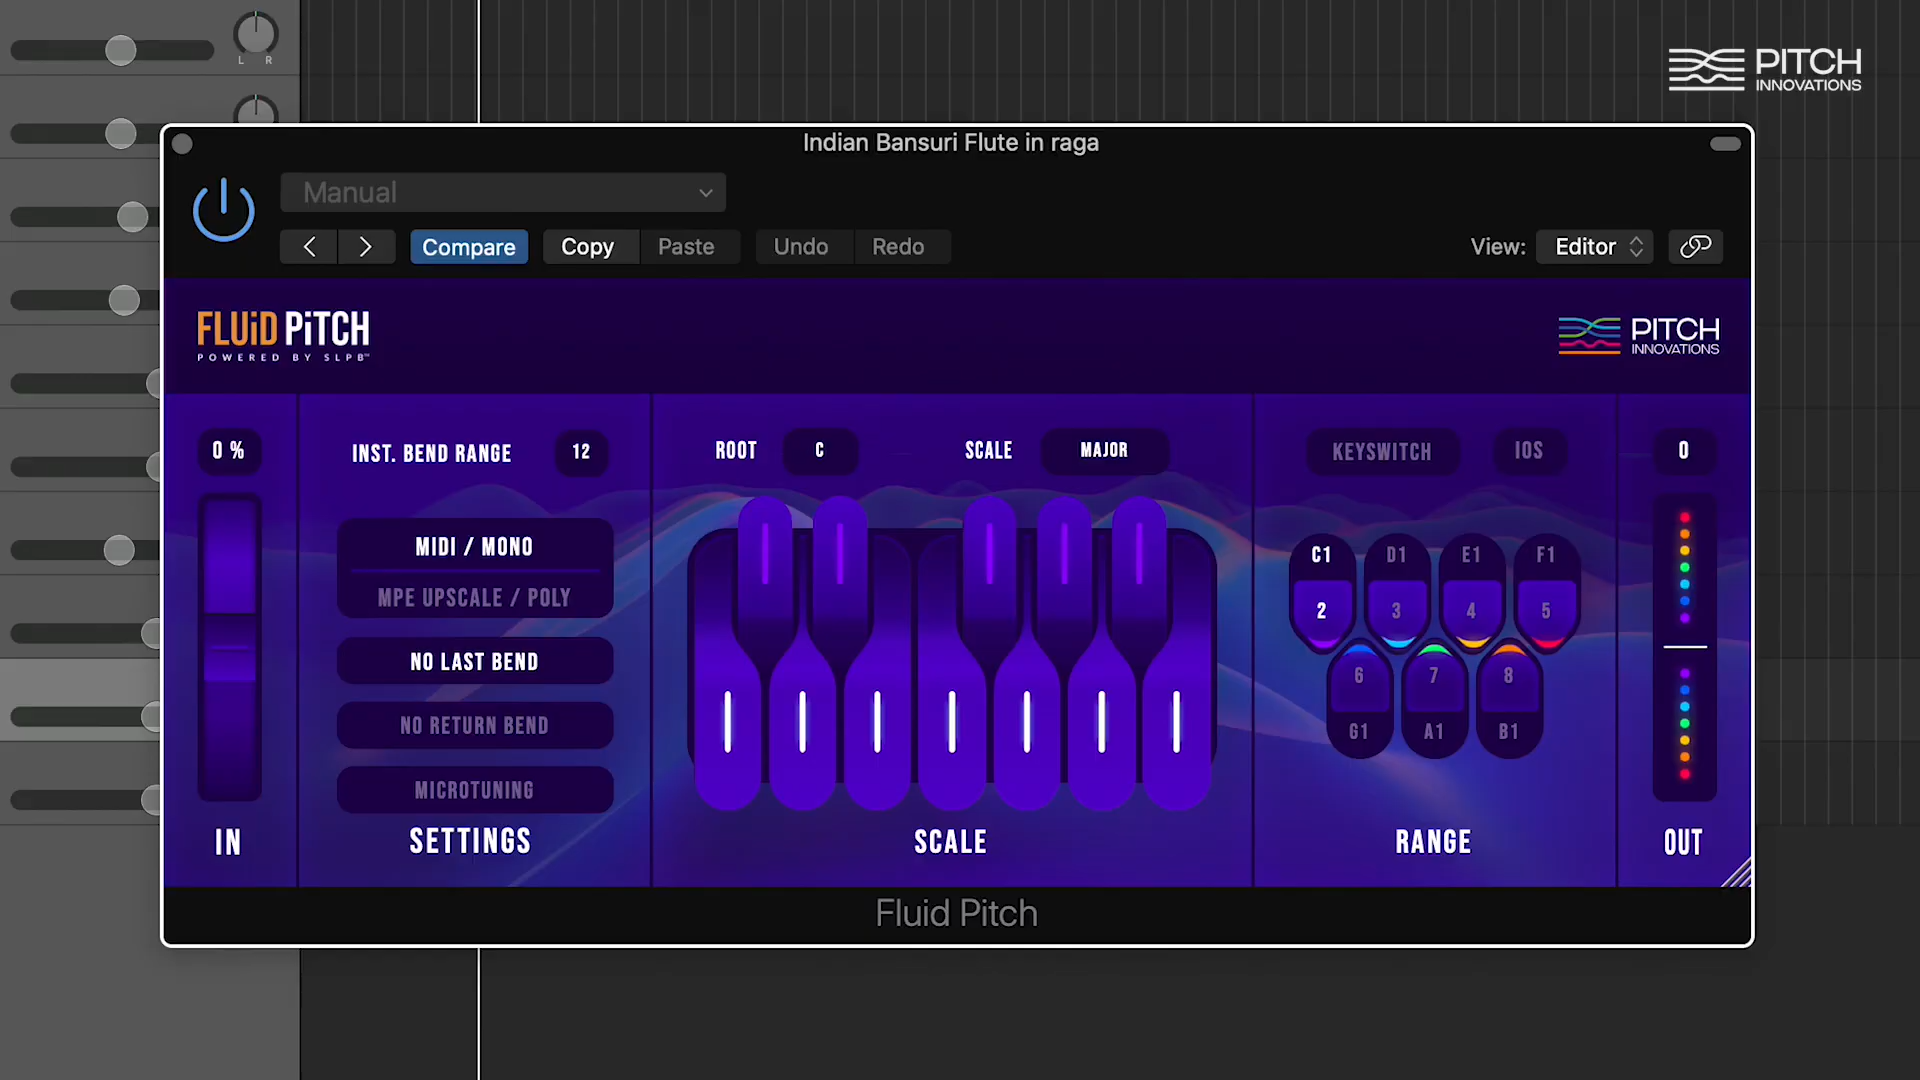 L R
PITCH
INNOVATIONS
Indian Bansuri Flute in raga
Manual
Compare Copy Paste Undo Redo View: Editor
FLUiD PiTCH
POWERED BY SLPB™
PITCH
INNOVATIONS
0 %
IN
INST. BEND RANGE 12
MIDI / MONO
MPE UPSCALE / POLY
NO LAST BEND
NO RETURN BEND
MICROTUNING
SETTINGS
ROOT C SCALE MAJOR
SCALE
KEYSWITCH IOS
C1 D1 E1 F1
2 3 4 5
6 7 8
G1 A1 B1
RANGE
0
OUT
Fluid Pitch